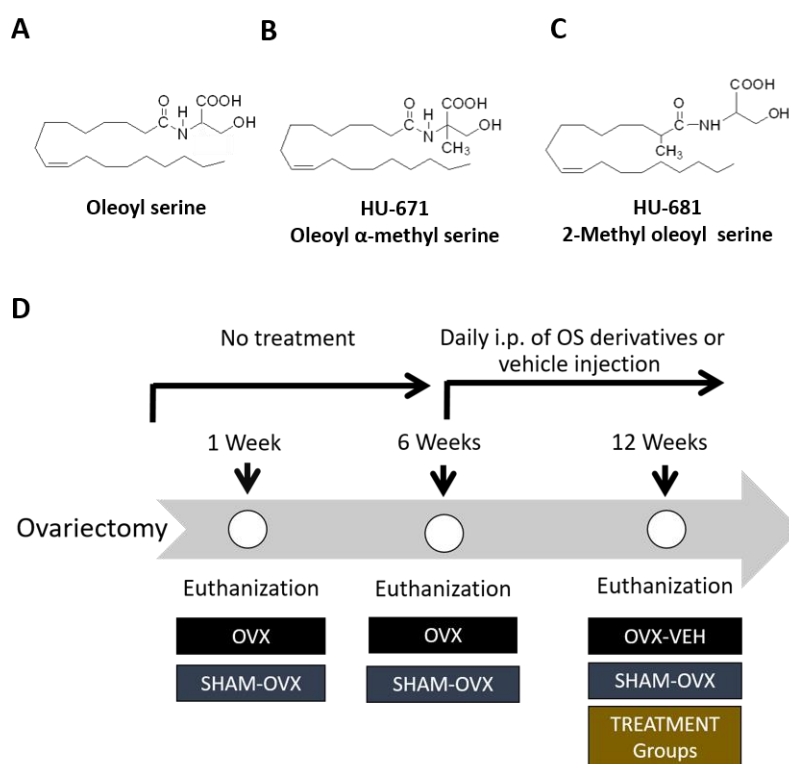 A
B
C
O
C
H
N
COOH
OH
O
C
H
N
COOH
OH
CH₃
O
C
NH
COOH
OH
CH₃
Oleoyl serine
HU-671
Oleoyl α-methyl serine
HU-681
2-Methyl oleoyl serine
D
No treatment
Daily i.p. of OS derivatives or
vehicle injection
1 Week
6 Weeks
12 Weeks
Ovariectomy
Euthanization
Euthanization
Euthanization
OVX
OVX
OVX-VEH
SHAM-OVX
SHAM-OVX
SHAM-OVX
TREATMENT
Groups